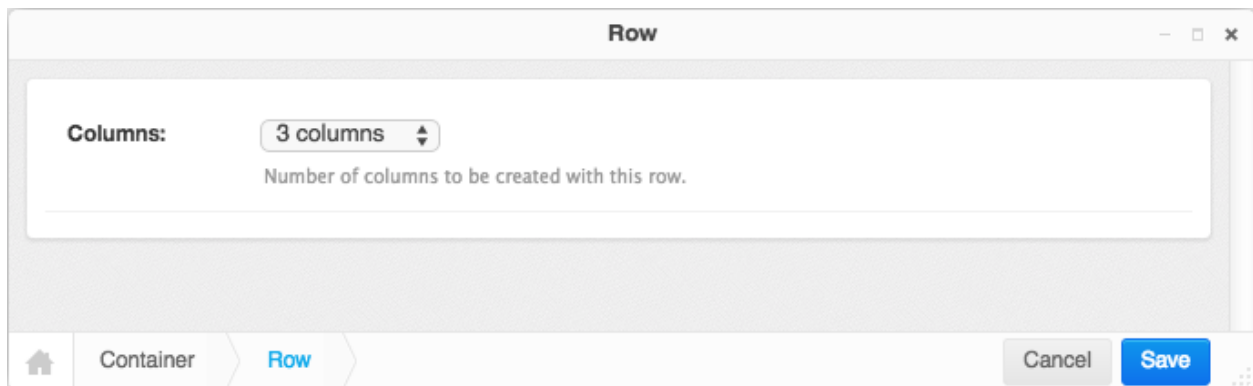 Row
Columns: 3 columns
Number of columns to be created with this row.
Container Row Cancel Save